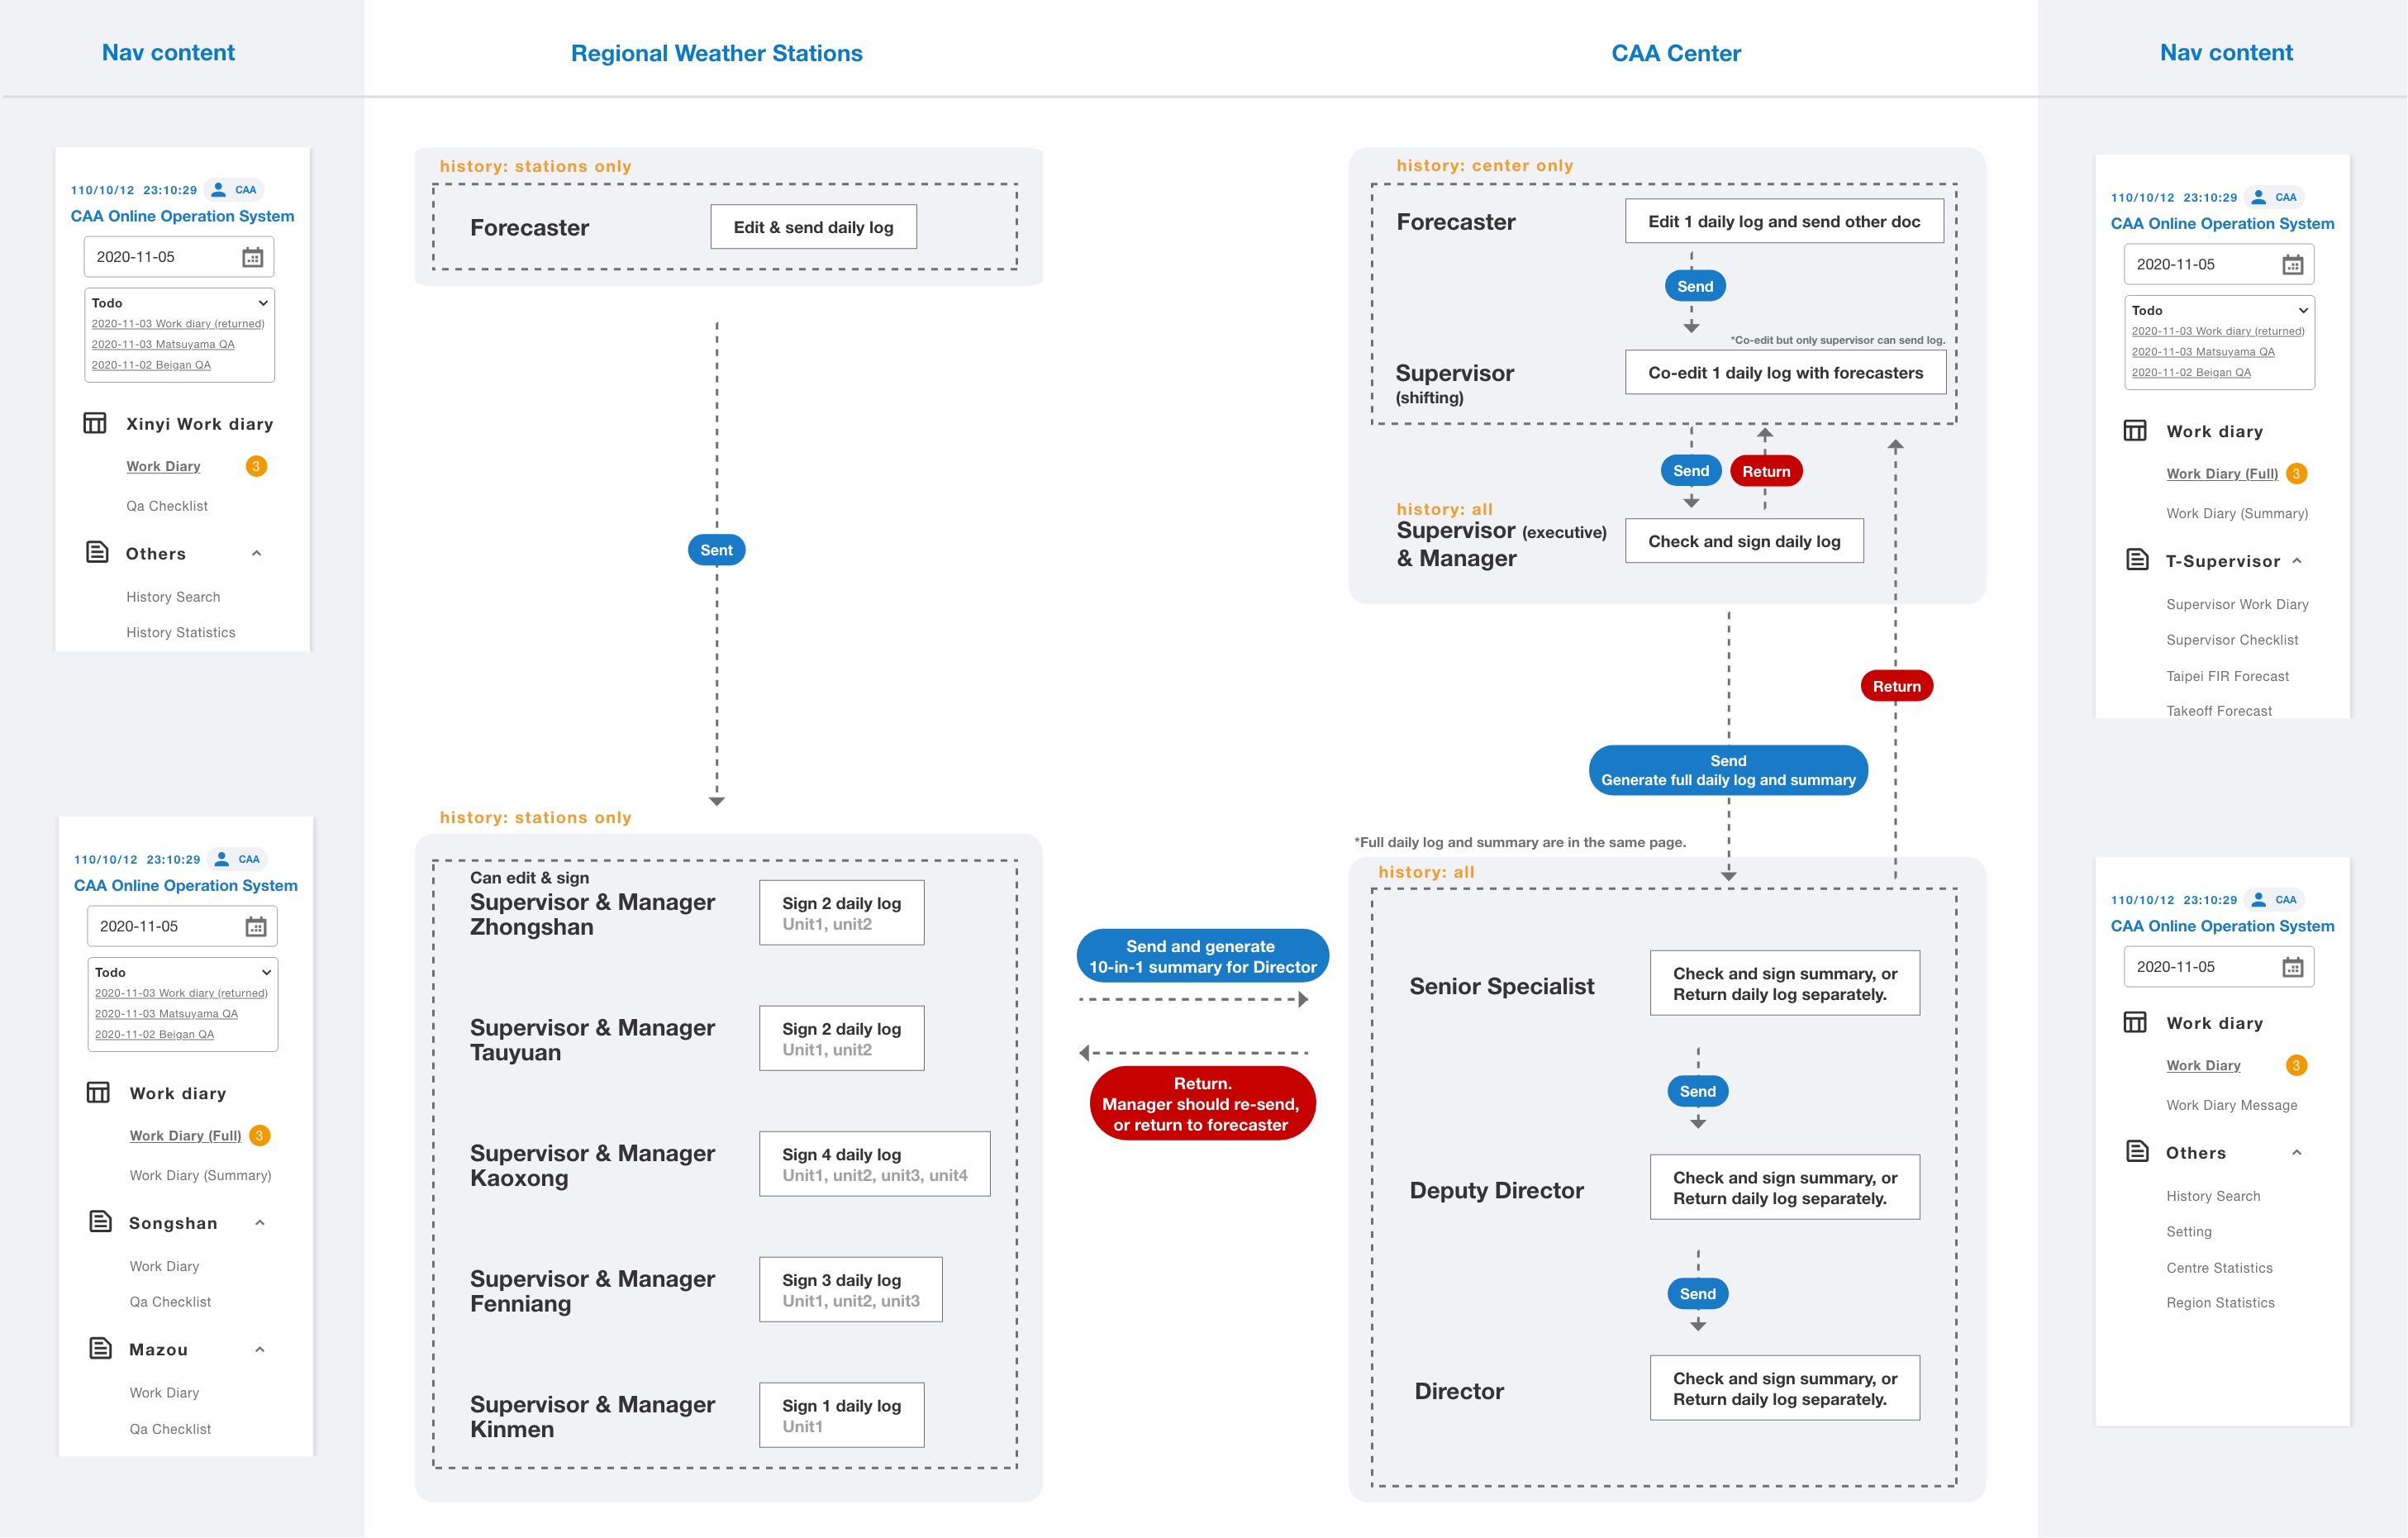 Nav content
Regional Weather Stations
CAA Center
Nav content
110/10/12 23:10:29 CAA
CAA Online Operation System
2020-11-05
Todo
2020-11-03 Work diary (returned)
2020-11-03 Matsuyama QA
2020-11-02 Beigan QA
Xinyi Work diary
Work Diary 3
Qa Checklist
Others
History Search
History Statistics
110/10/12 23:10:29 CAA
CAA Online Operation System
2020-11-05
Todo
2020-11-03 Work diary (returned)
2020-11-03 Matsuyama QA
2020-11-02 Beigan QA
Work diary
Work Diary (Full) 3
Work Diary (Summary)
Songshan
Work Diary
Qa Checklist
Mazou
Work Diary
Qa Checklist
history: stations only
Forecaster
Edit & send daily log
Sent
history: stations only
Can edit & sign
Supervisor & Manager
Zhongshan
Sign 2 daily log
Unit1, unit2
Supervisor & Manager
Tauyuan
Sign 2 daily log
Unit1, unit2
Supervisor & Manager
Kaoxong
Sign 4 daily log
Unit1, unit2, unit3, unit4
Supervisor & Manager
Fenniang
Sign 3 daily log
Unit1, unit2, unit3
Supervisor & Manager
Kinmen
Sign 1 daily log
Unit1
Send and generate
10-in-1 summary for Director
Return.
Manager should re-send,
or return to forecaster
history: center only
Forecaster
Edit 1 daily log and send other doc
Send
*Co-edit but only supervisor can send log.
Supervisor
(shifting)
Co-edit 1 daily log with forecasters
Send
Return
history: all
Supervisor (executive)
& Manager
Check and sign daily log
Return
Send
Generate full daily log and summary
*Full daily log and summary are in the same page.
history: all
Senior Specialist
Check and sign summary, or
Return daily log separately.
Send
Deputy Director
Check and sign summary, or
Return daily log separately.
Send
Director
Check and sign summary, or
Return daily log separately.
110/10/12 23:10:29 CAA
CAA Online Operation System
2020-11-05
Todo
2020-11-03 Work diary (returned)
2020-11-03 Matsuyama QA
2020-11-02 Beigan QA
Work diary
Work Diary (Full) 3
Work Diary (Summary)
T-Supervisor
Supervisor Work Diary
Supervisor Checklist
Taipei FIR Forecast
Takeoff Forecast
110/10/12 23:10:29 CAA
CAA Online Operation System
2020-11-05
Work diary
Work Diary 3
Work Diary Message
Others
History Search
Setting
Centre Statistics
Region Statistics